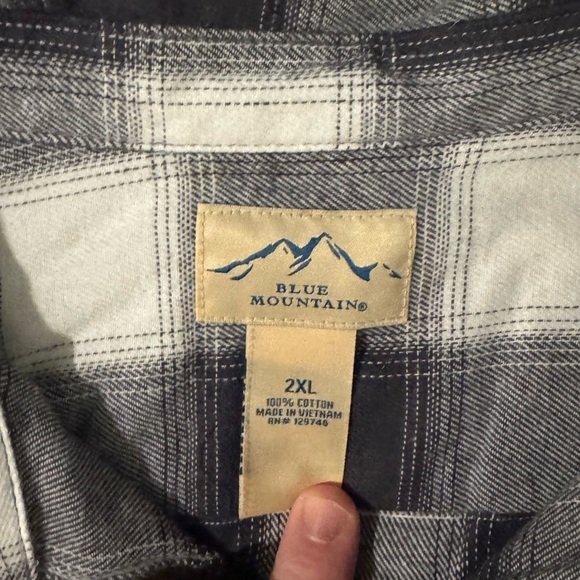 BLUE
MOUNTAIN®
2XL
100% COTTON
MADE IN VIETNAM
RN# 129746